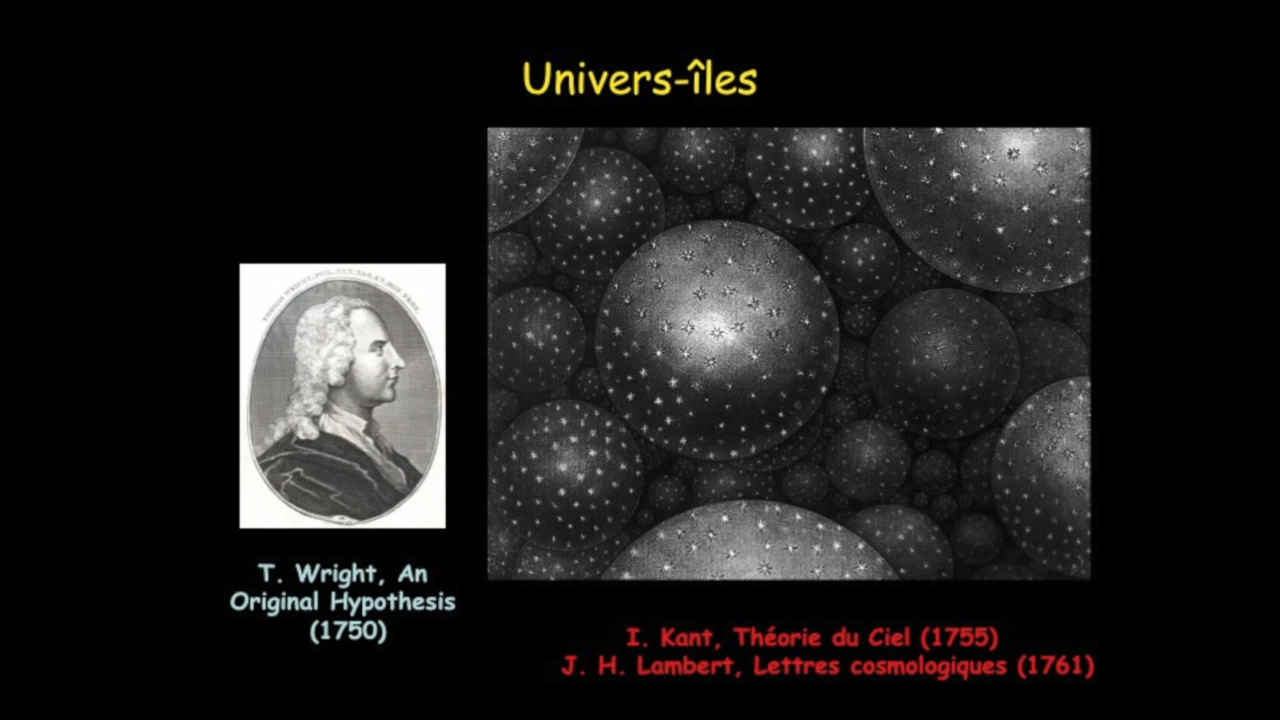 Univers-îles
T. Wright, An
Original Hypothesis
(1750)
I. Kant, Théorie du Ciel (1755)
J. H. Lambert, Lettres cosmologiques (1761)